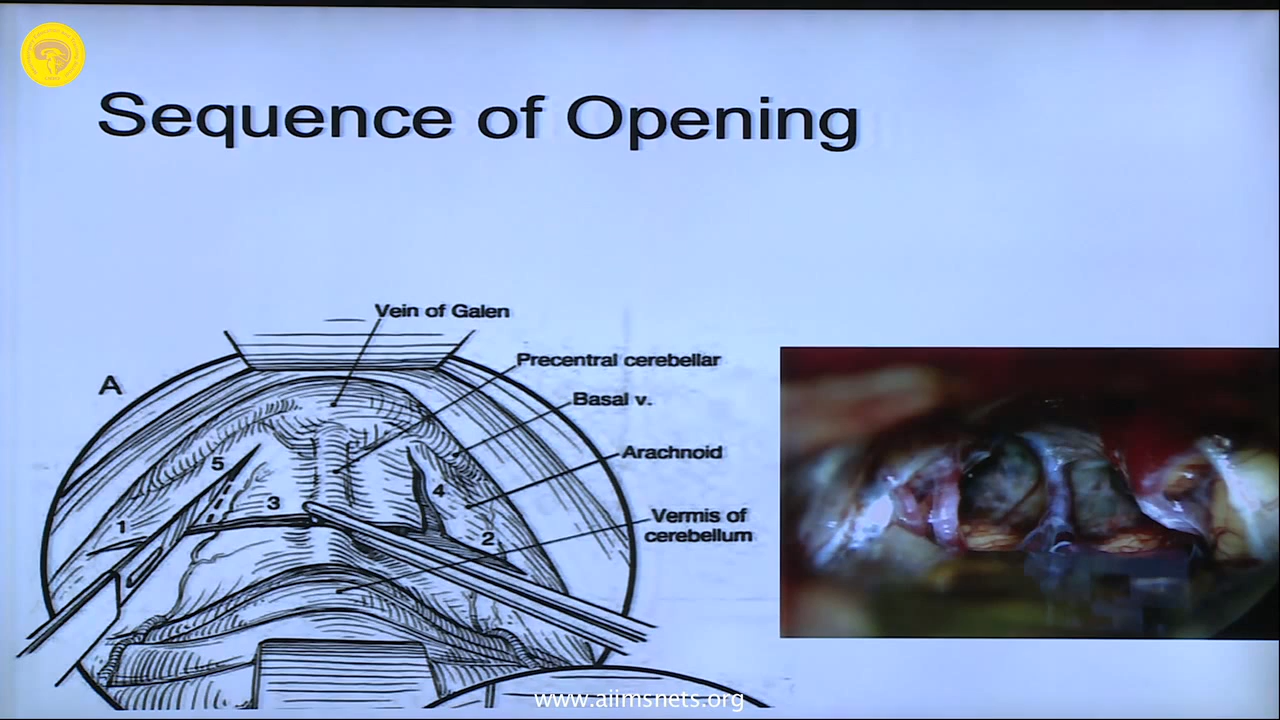 Sequence of Opening
Vein of Galen
A
Precentral cerebellar
Basal v.
Arachnoid
Vermis of
cerebellum
5
4
3
1
2
www.aiimsnets.org